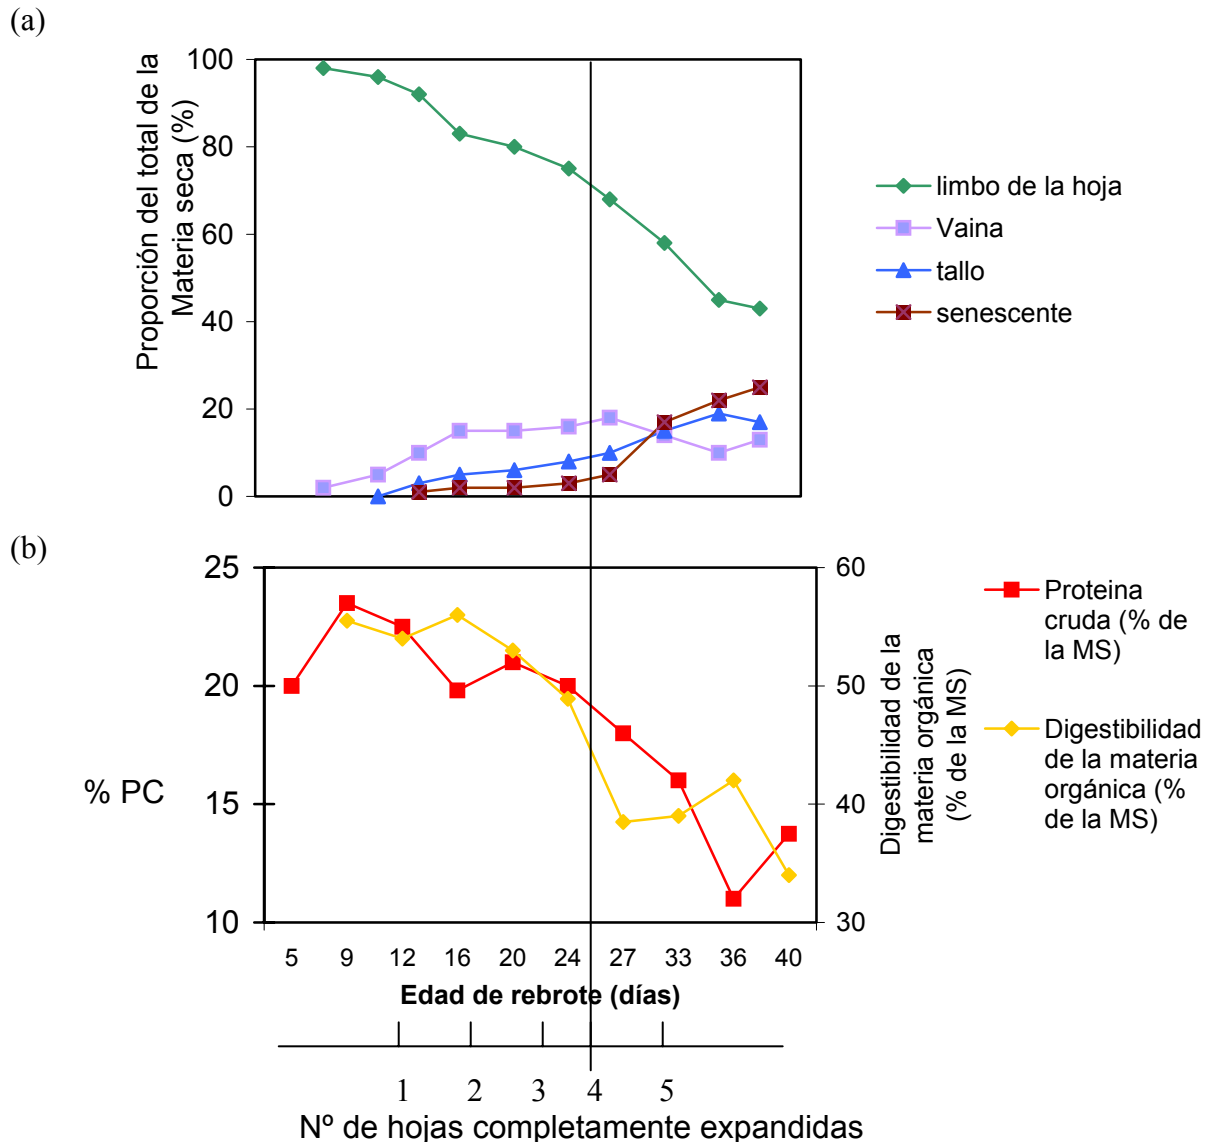 (a)
Proporción del total de la
Materia seca (%)
100
80
60
40
20
0
limbo de la hoja
Vaina
tallo
senescente
(b)
% PC
25
20
15
10
60
50
40
30
Digestibilidad de la
materia orgánica
(% de la MS)
Proteina
cruda (% de
la MS)
Digestibilidad
de la materia
orgánica (%
de la MS)
5 9 12 16 20 24 27 33 36 40
Edad de rebrote (días)
1 2 3 4 5
Nº de hojas completamente expandidas